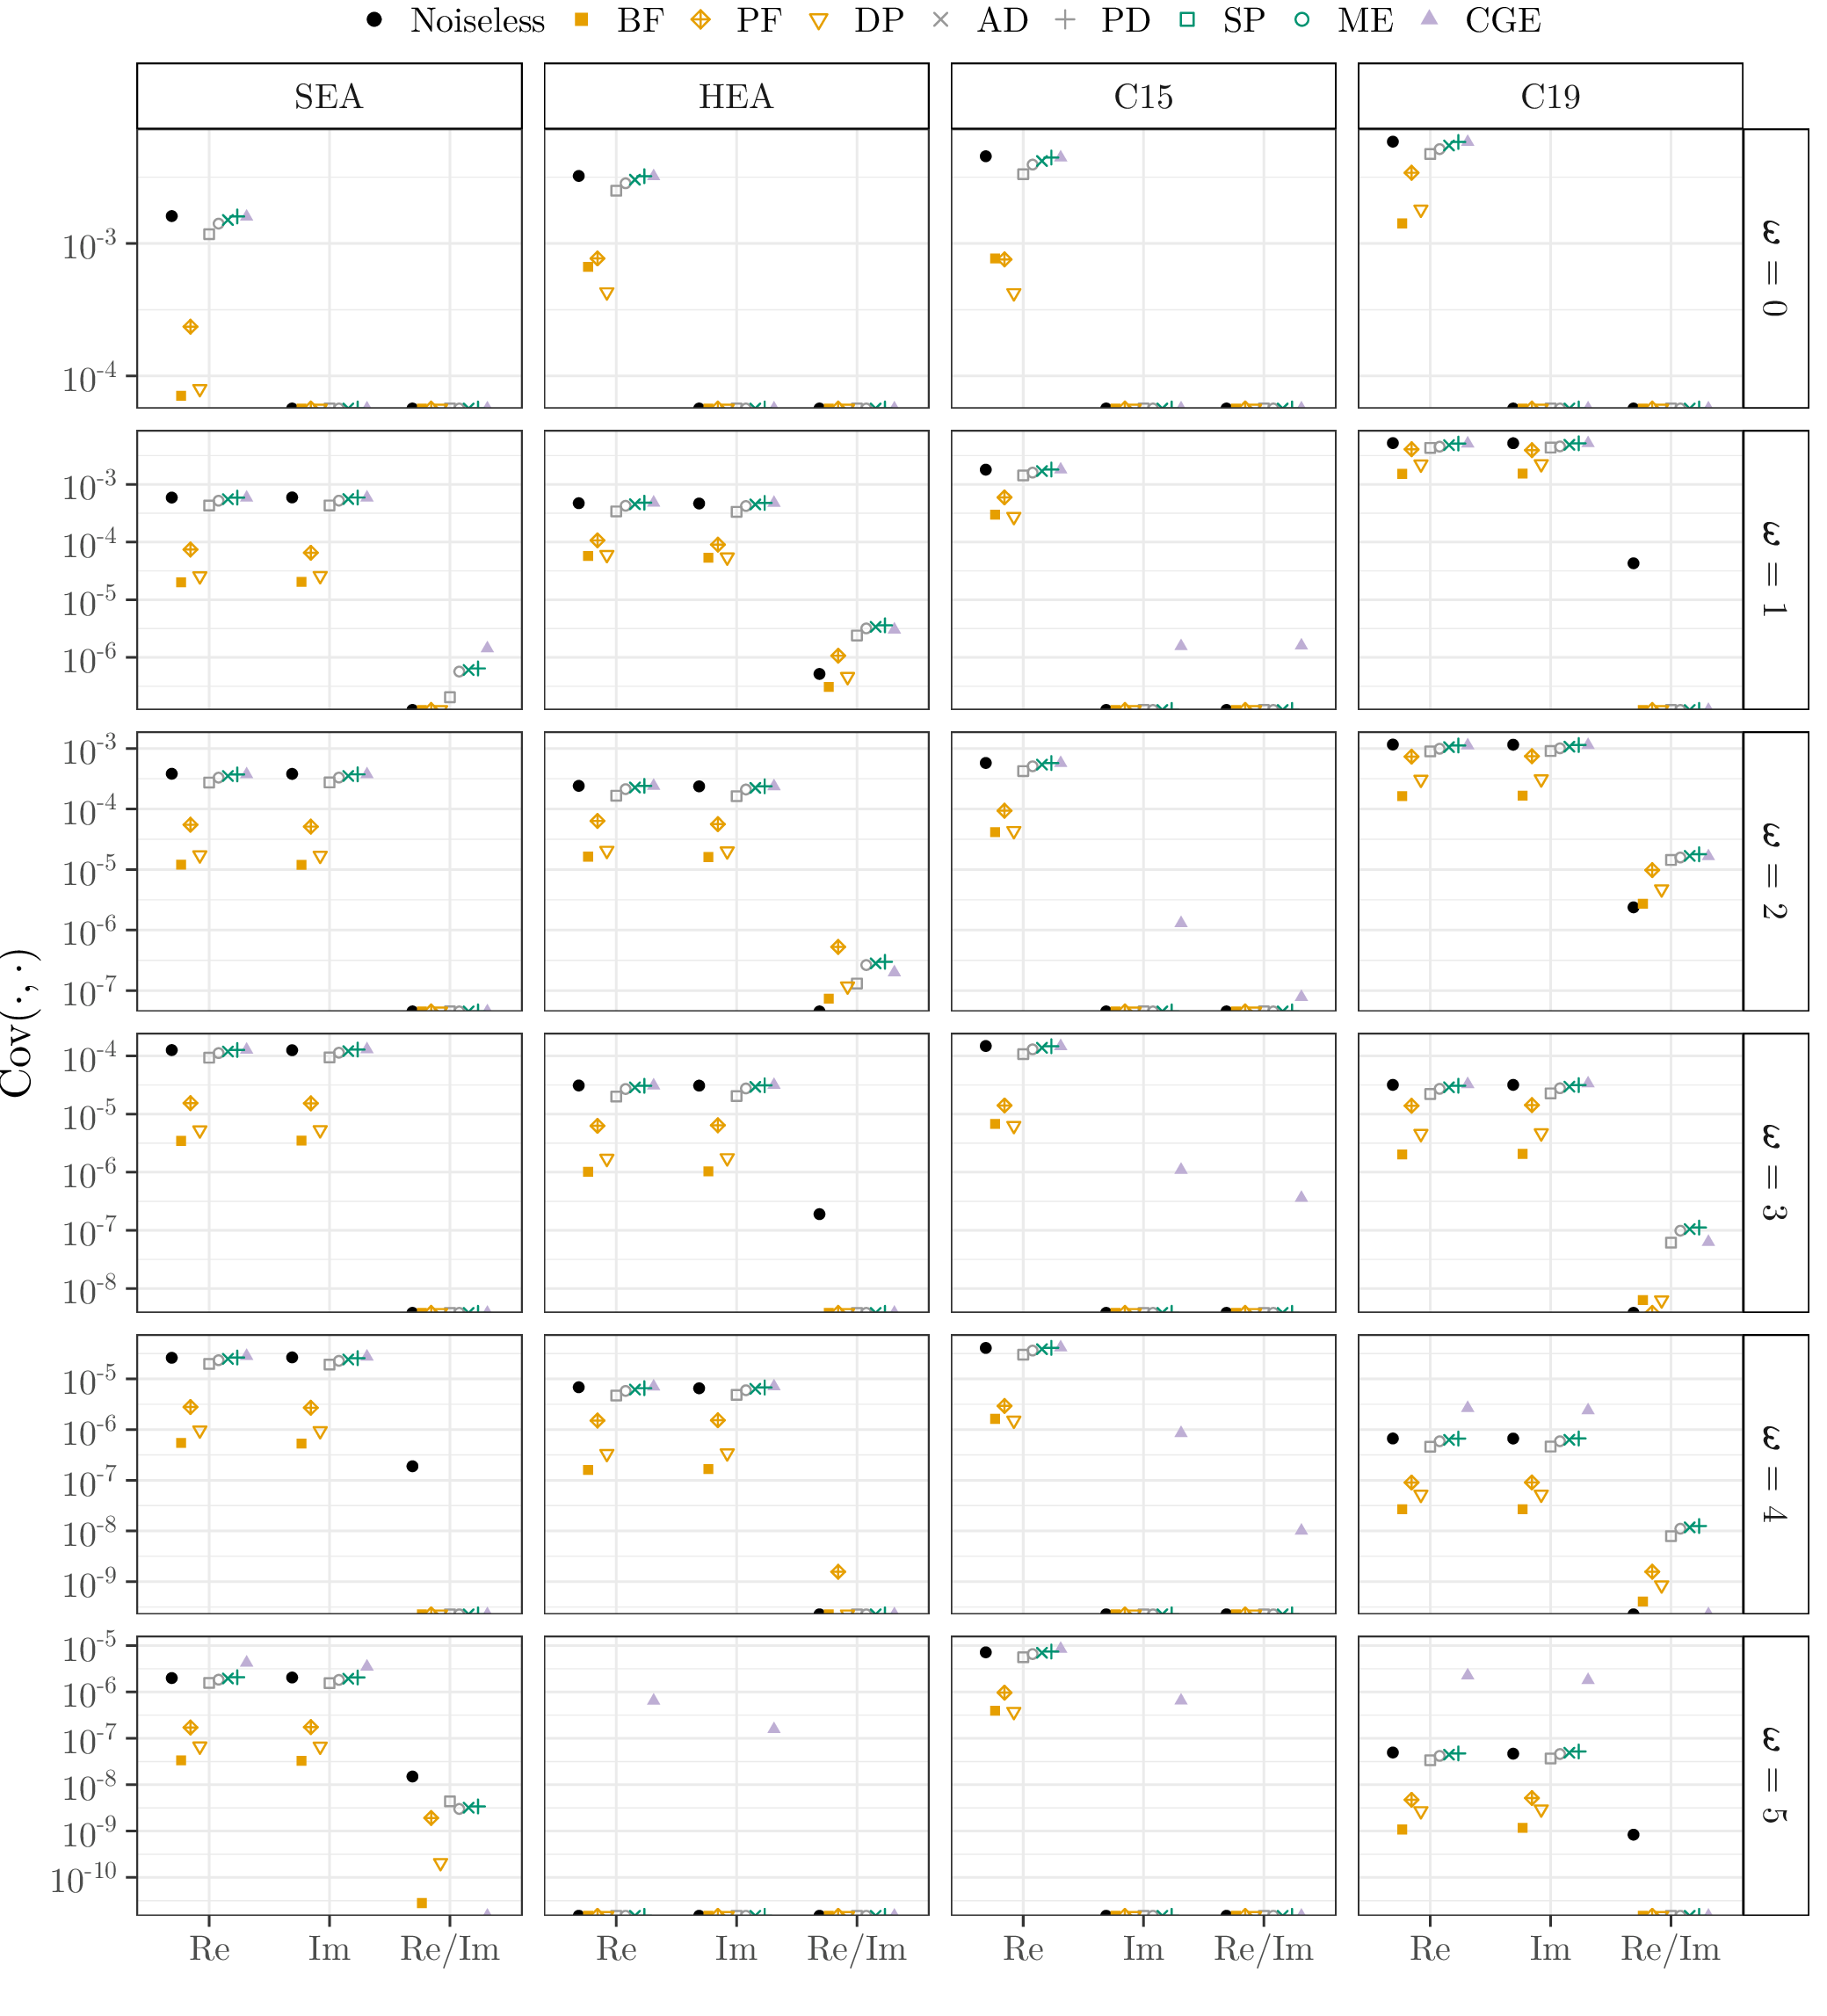 Noiseless BF PF DP AD PD SP ME CGE
SEA HEA C15 C19
10^-3
10^-4
ω = 0
10^-3
10^-4
10^-5
10^-6
ω = 1
10^-3
10^-4
10^-5
10^-6
10^-7
ω = 2
Cov(·, ·)
10^-4
10^-5
10^-6
10^-7
10^-8
ω = 3
10^-5
10^-6
10^-7
10^-8
10^-9
ω = 4
10^-5
10^-6
10^-7
10^-8
10^-9
10^-10
ω = 5
Re Im Re/Im Re Im Re/Im Re Im Re/Im Re Im Re/Im